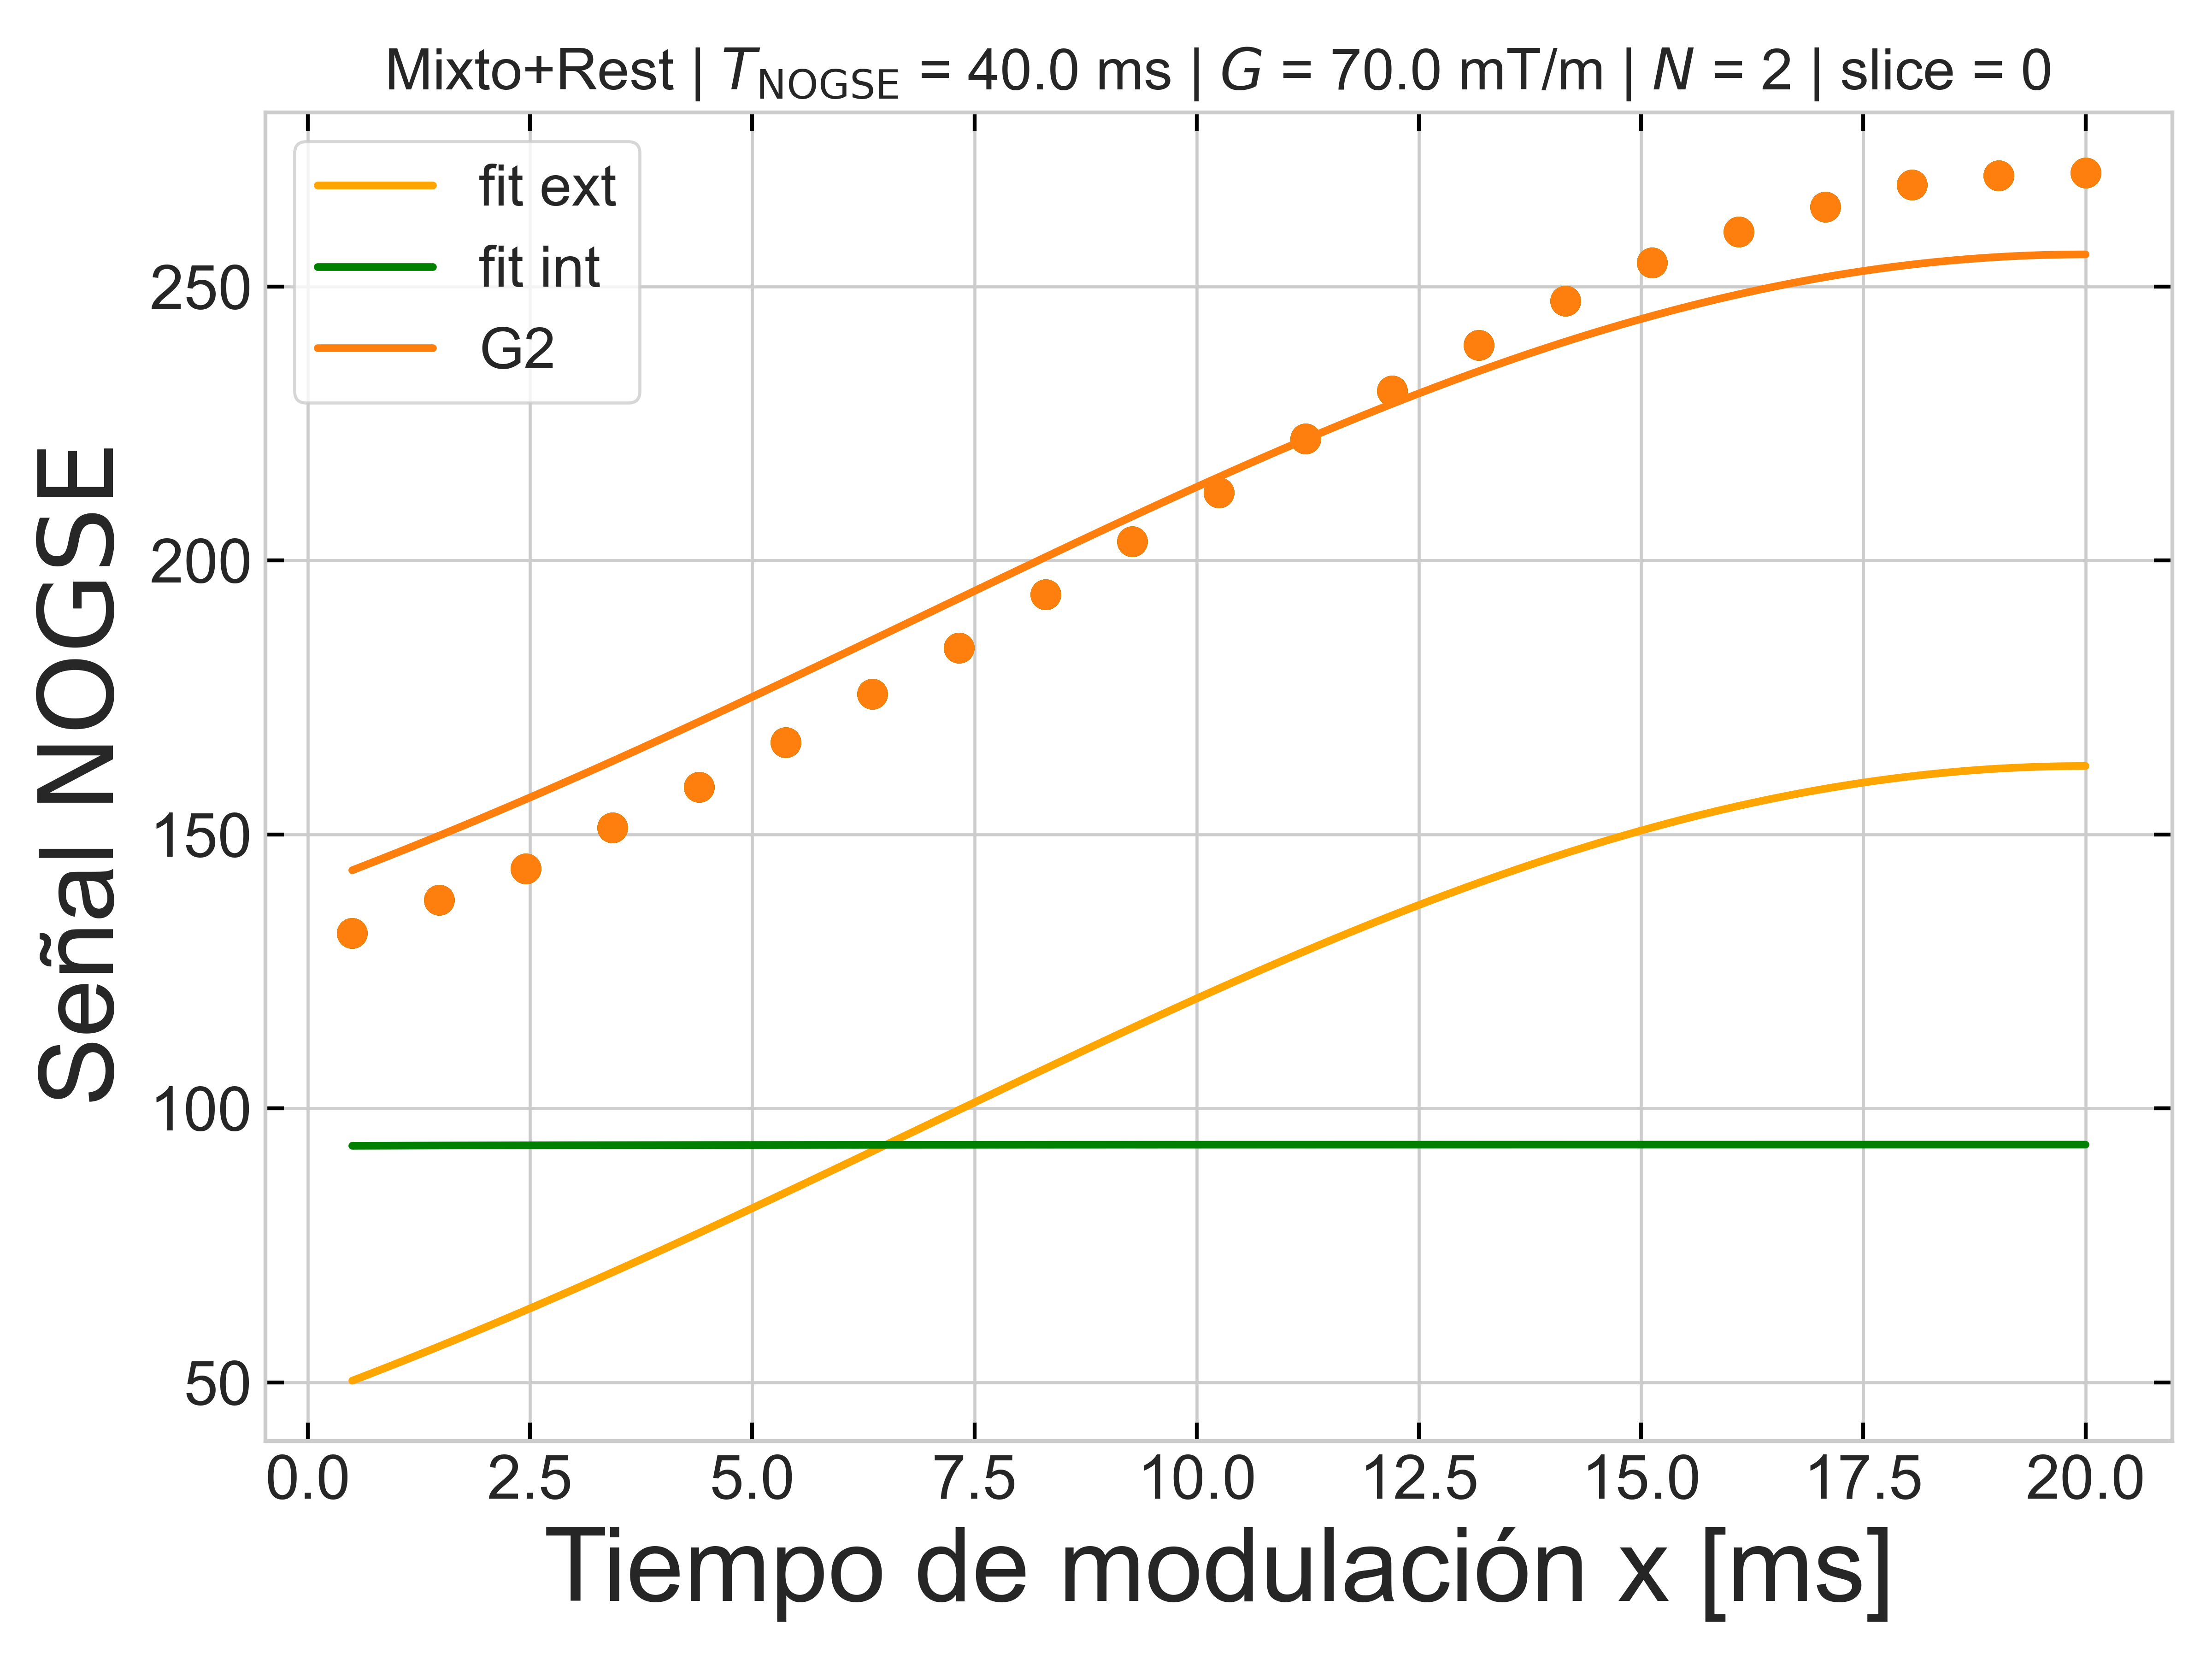 Mixto+Rest | T_NOGSE = 40.0 ms | G = 70.0 mT/m | N = 2 | slice = 0
fit ext
fit int
G2
Señal NOGSE
250
200
150
100
50
0.0 2.5 5.0 7.5 10.0 12.5 15.0 17.5 20.0
Tiempo de modulación x [ms]